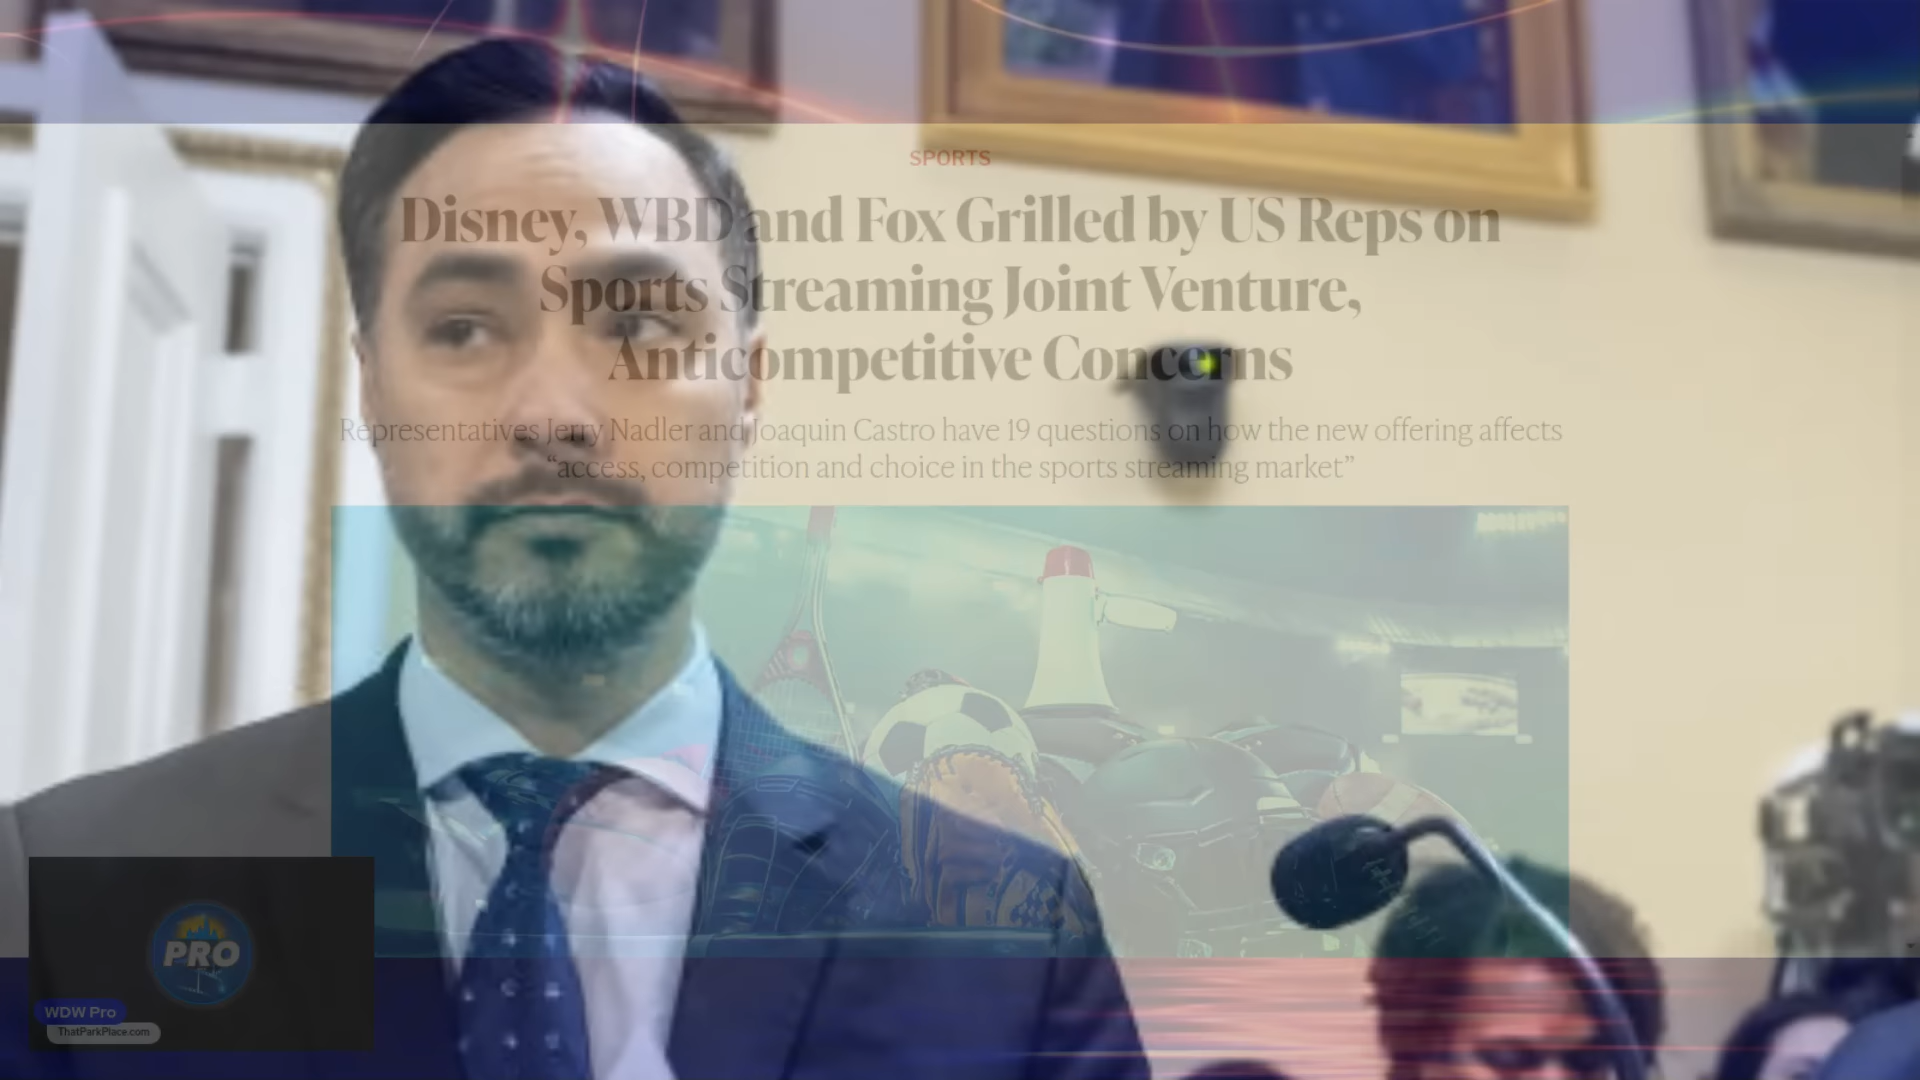 SPORTS
Disney, WBD and Fox Grilled by US Reps on
Sports Streaming Joint Venture,
Anticompetitive Concerns
Representatives Jerry Nadler and Joaquin Castro have 19 questions on how the new offering affects
“access, competition and choice in the sports streaming market”
PRO
WDW Pro
ThatParkPlace.com